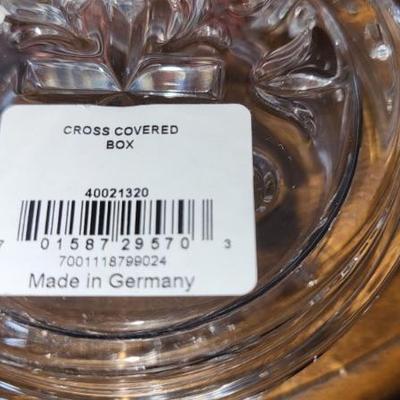 CROSS COVERED
BOX
40021320
7 01587 29570 3
7001118799024
Made in Germany